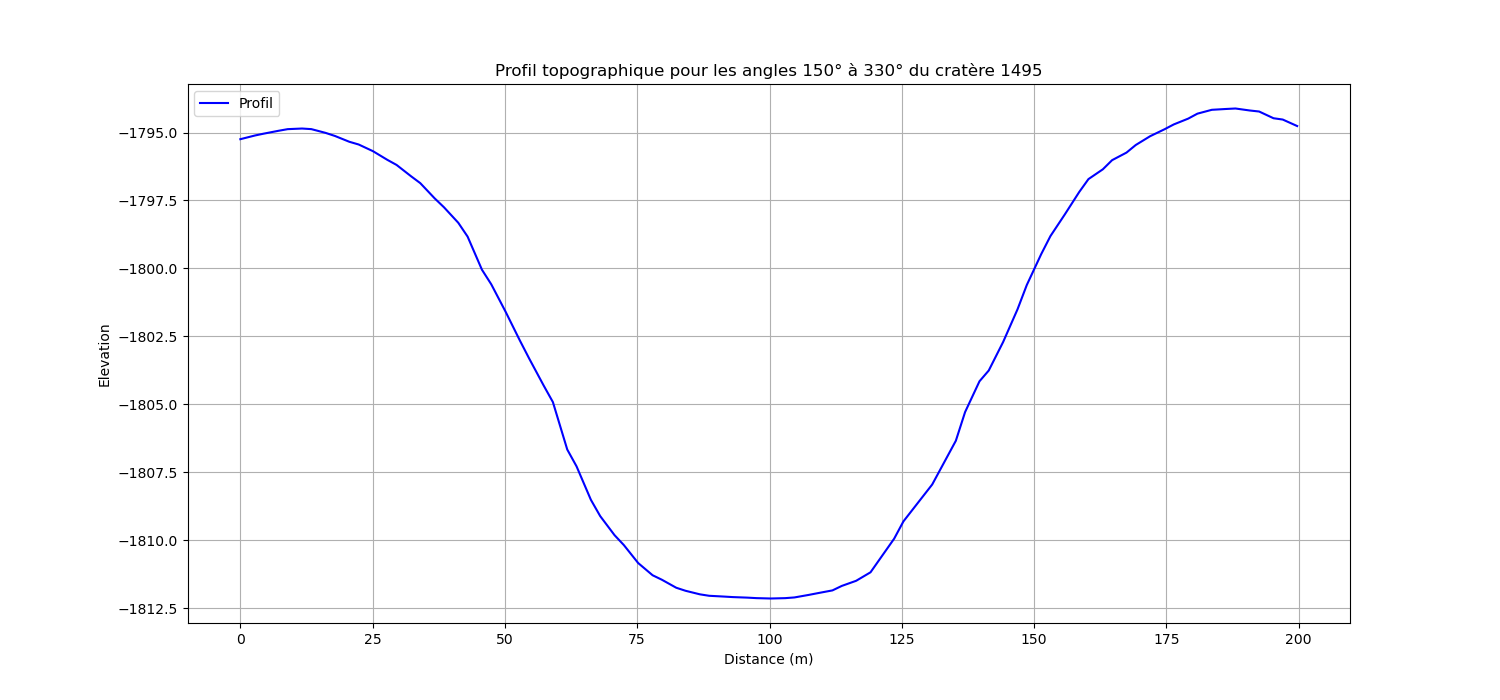 Profil topographique pour les angles 150° à 330° du cratère 1495
Profil
−1795.0
−1797.5
−1800.0
−1802.5
−1805.0
−1807.5
−1810.0
−1812.5
Elevation
0 25 50 75 100 125 150 175 200
Distance (m)